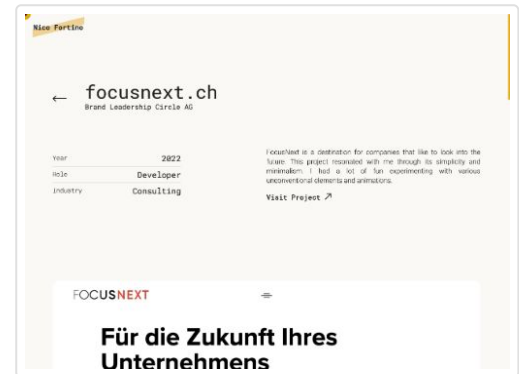 Nico Fortino
← focusnext.ch
Brand Leadership Circle AG
Year 2022
Role Developer
Industry Consulting
FocusNext is a destination for companies that like to look into the
future. This project resonated with me through its simplicity and
minimalism. I had a lot of fun experimenting with various
unconventional elements and animations.
Visit Project ↗
FOCUSNEXT
Für die Zukunft Ihres
Unternehmens